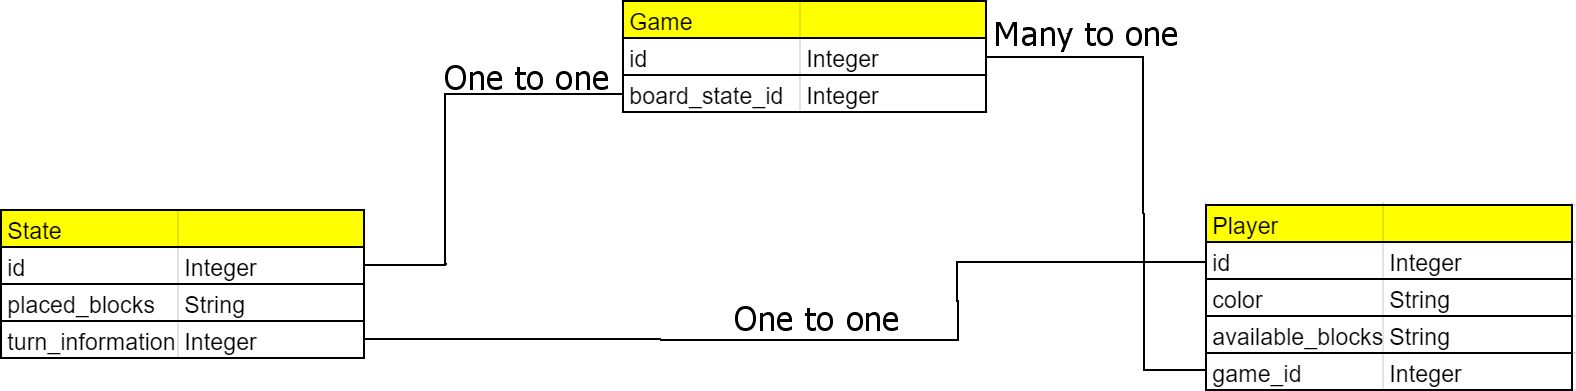 Game
id Integer
board_state_id Integer
Many to one
One to one
State
id Integer
placed_blocks String
turn_information Integer
One to one
Player
id Integer
color String
available_blocks String
game_id Integer